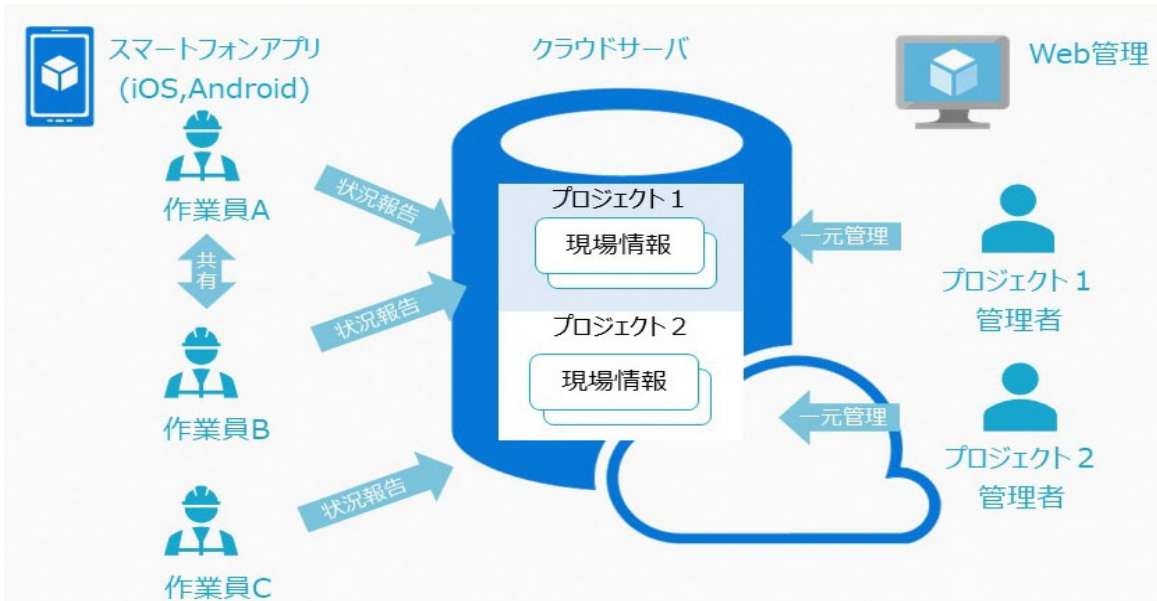 スマートフォンアプリ
(iOS,Android)
クラウドサーバ
Web管理
作業員A
状況報告
共有
作業員B
状況報告
作業員C
状況報告
プロジェクト1
現場情報
プロジェクト2
現場情報
一元管理
プロジェクト1
管理者
一元管理
プロジェクト2
管理者